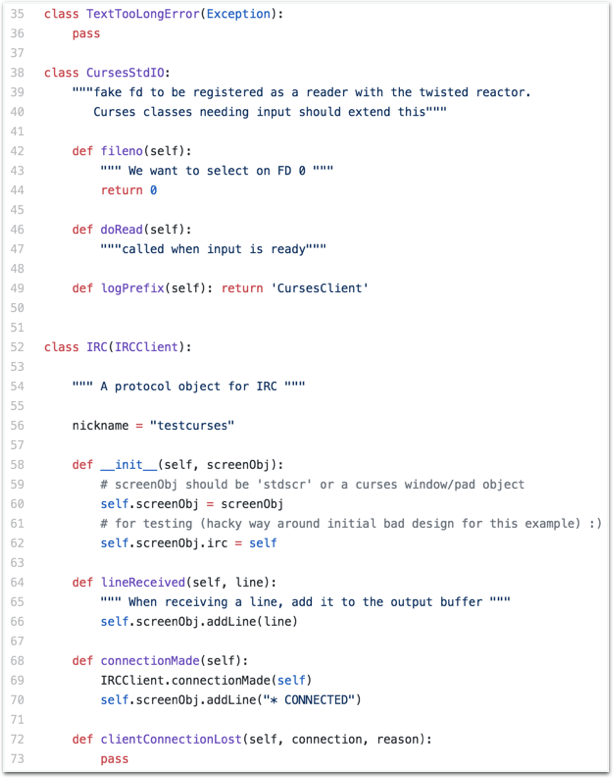 35 class TextTooLongError(Exception):
36     pass
37
38 class CursesStdIO:
39     """fake fd to be registered as a reader with the twisted reactor.
40        Curses classes needing input should extend this"""
41
42     def fileno(self):
43         """ We want to select on FD 0 """
44         return 0
45
46     def doRead(self):
47         """called when input is ready"""
48
49     def logPrefix(self): return 'CursesClient'
50
51
52 class IRC(IRCClient):
53
54     """ A protocol object for IRC """
55
56     nickname = "testcurses"
57
58     def __init__(self, screenObj):
59         # screenObj should be 'stdscr' or a curses window/pad object
60         self.screenObj = screenObj
61         # for testing (hacky way around initial bad design for this example) :)
62         self.screenObj.irc = self
63
64     def lineReceived(self, line):
65         """ When receiving a line, add it to the output buffer """
66         self.screenObj.addLine(line)
67
68     def connectionMade(self):
69         IRCClient.connectionMade(self)
70         self.screenObj.addLine("* CONNECTED")
71
72     def clientConnectionLost(self, connection, reason):
73         pass